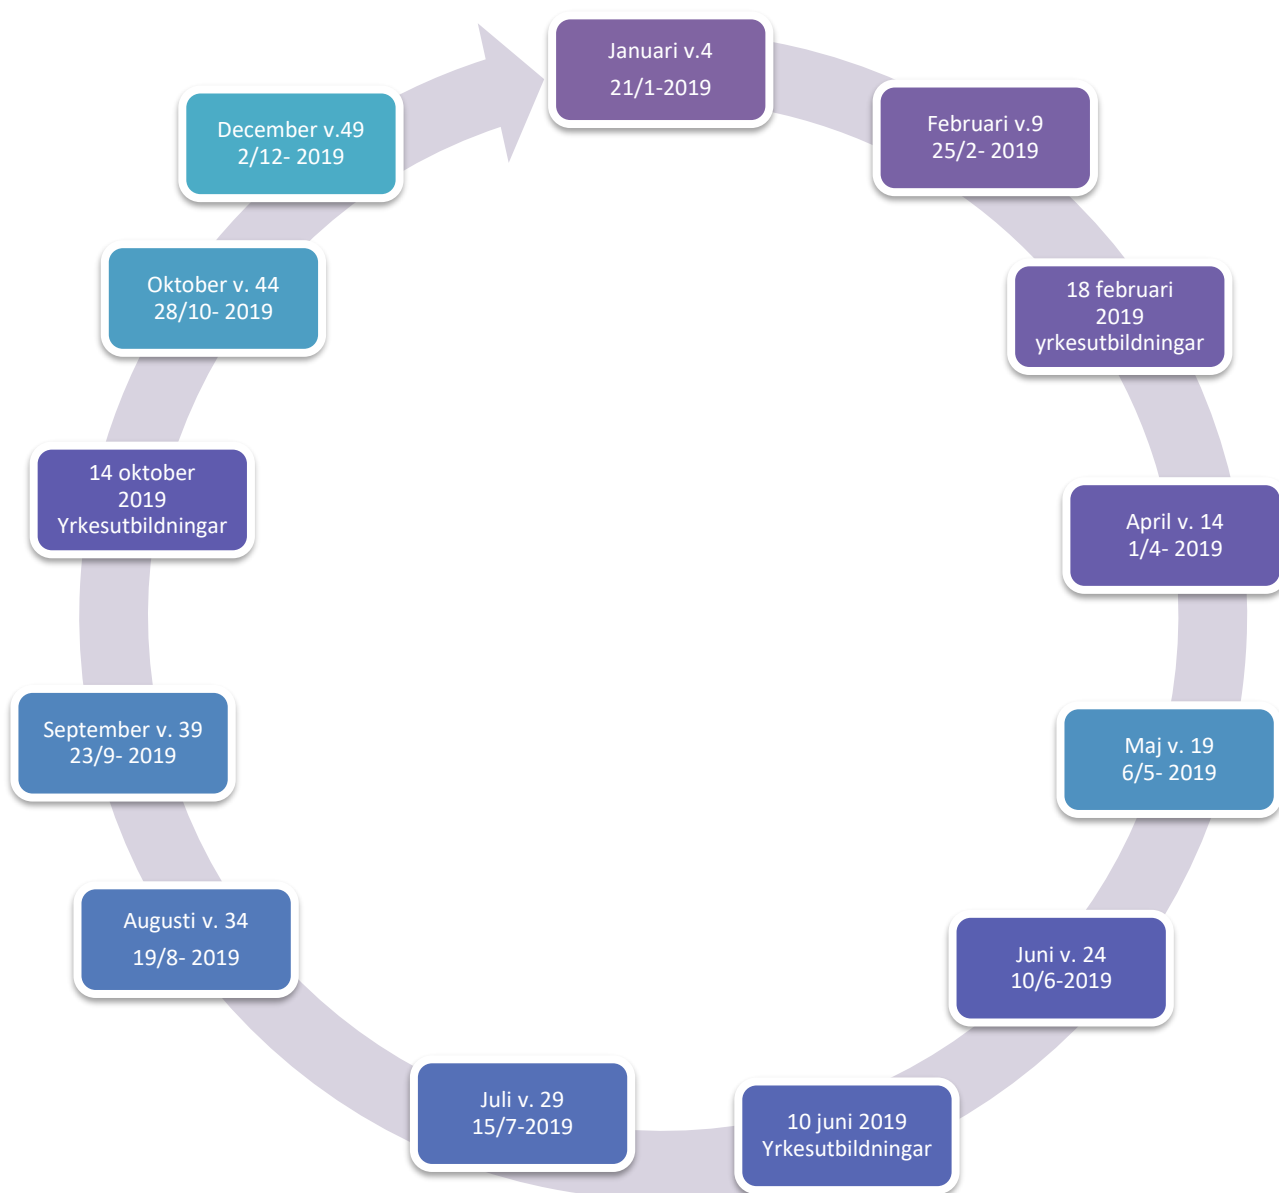 Januari v.4
21/1-2019
Februari v.9
25/2- 2019
18 februari
2019
yrkesutbildningar
April v. 14
1/4- 2019
Maj v. 19
6/5- 2019
Juni v. 24
10/6-2019
10 juni 2019
Yrkesutbildningar
Juli v. 29
15/7-2019
Augusti v. 34
19/8- 2019
September v. 39
23/9- 2019
14 oktober
2019
Yrkesutbildningar
Oktober v. 44
28/10- 2019
December v.49
2/12- 2019